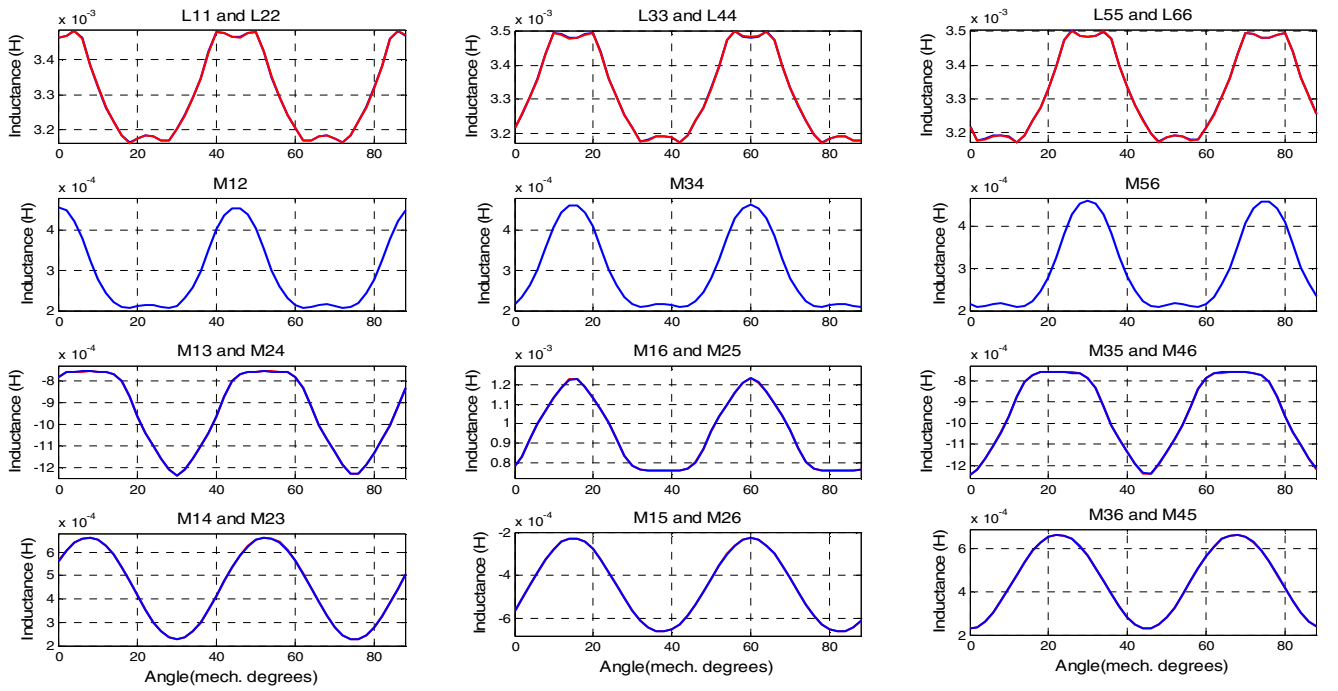 L11 and L22
x 10⁻³
Inductance (H)
3.4
3.3
3.2
0 20 40 60 80
L33 and L44
x 10⁻³
Inductance (H)
3.5
3.4
3.3
3.2
0 20 40 60 80
L55 and L66
x 10⁻³
Inductance (H)
3.5
3.4
3.3
3.2
0 20 40 60 80
M12
x 10⁻⁴
Inductance (H)
4
3
2
0 20 40 60 80
M34
x 10⁻⁴
Inductance (H)
4
3
2
0 20 40 60 80
M56
x 10⁻⁴
Inductance (H)
4
3
2
0 20 40 60 80
M13 and M24
x 10⁻⁴
Inductance (H)
-8
-9
-10
-11
-12
0 20 40 60 80
M16 and M25
x 10⁻³
Inductance (H)
1.2
1.1
1
0.9
0.8
0 20 40 60 80
M35 and M46
x 10⁻⁴
Inductance (H)
-8
-9
-10
-11
-12
0 20 40 60 80
M14 and M23
x 10⁻⁴
Inductance (H)
6
5
4
3
2
0 20 40 60 80
Angle(mech. degrees)
M15 and M26
x 10⁻⁴
Inductance (H)
-2
-4
-6
0 20 40 60 80
Angle(mech. degrees)
M36 and M45
x 10⁻⁴
Inductance (H)
6
4
2
0 20 40 60 80
Angle(mech. degrees)